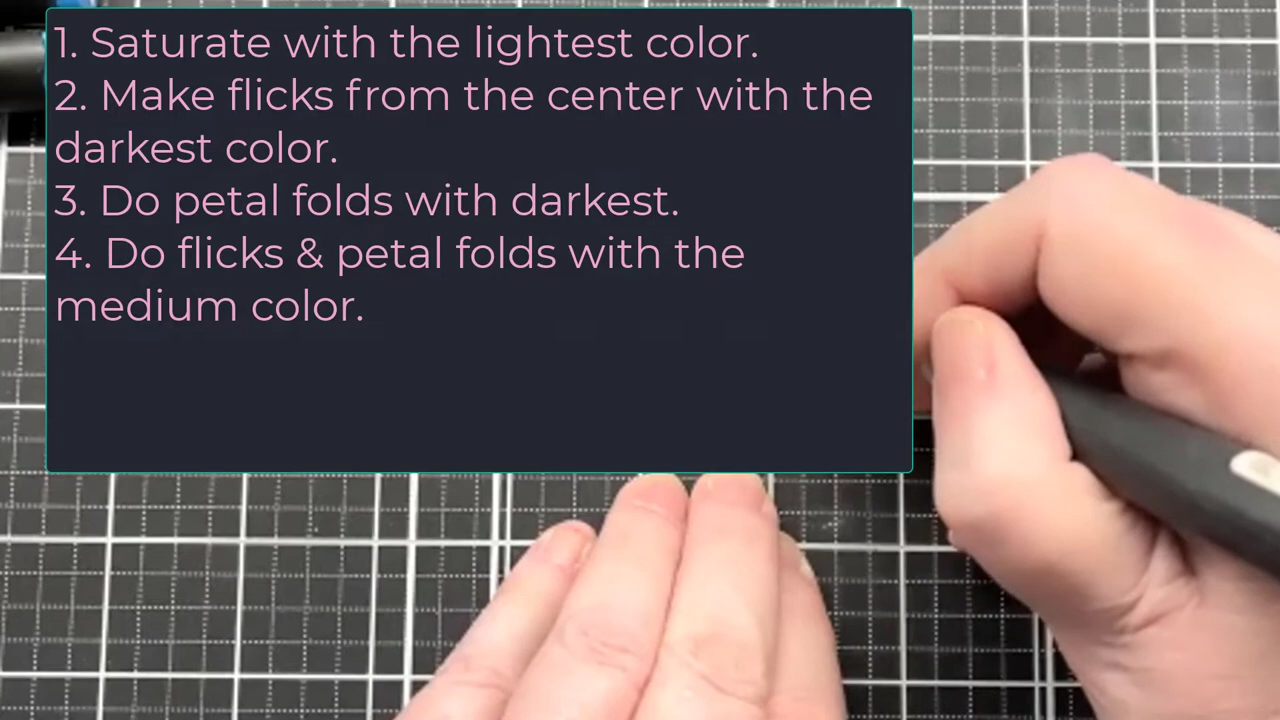 1. Saturate with the lightest color.
2. Make flicks from the center with the
darkest color.
3. Do petal folds with darkest.
4. Do flicks & petal folds with the
medium color.